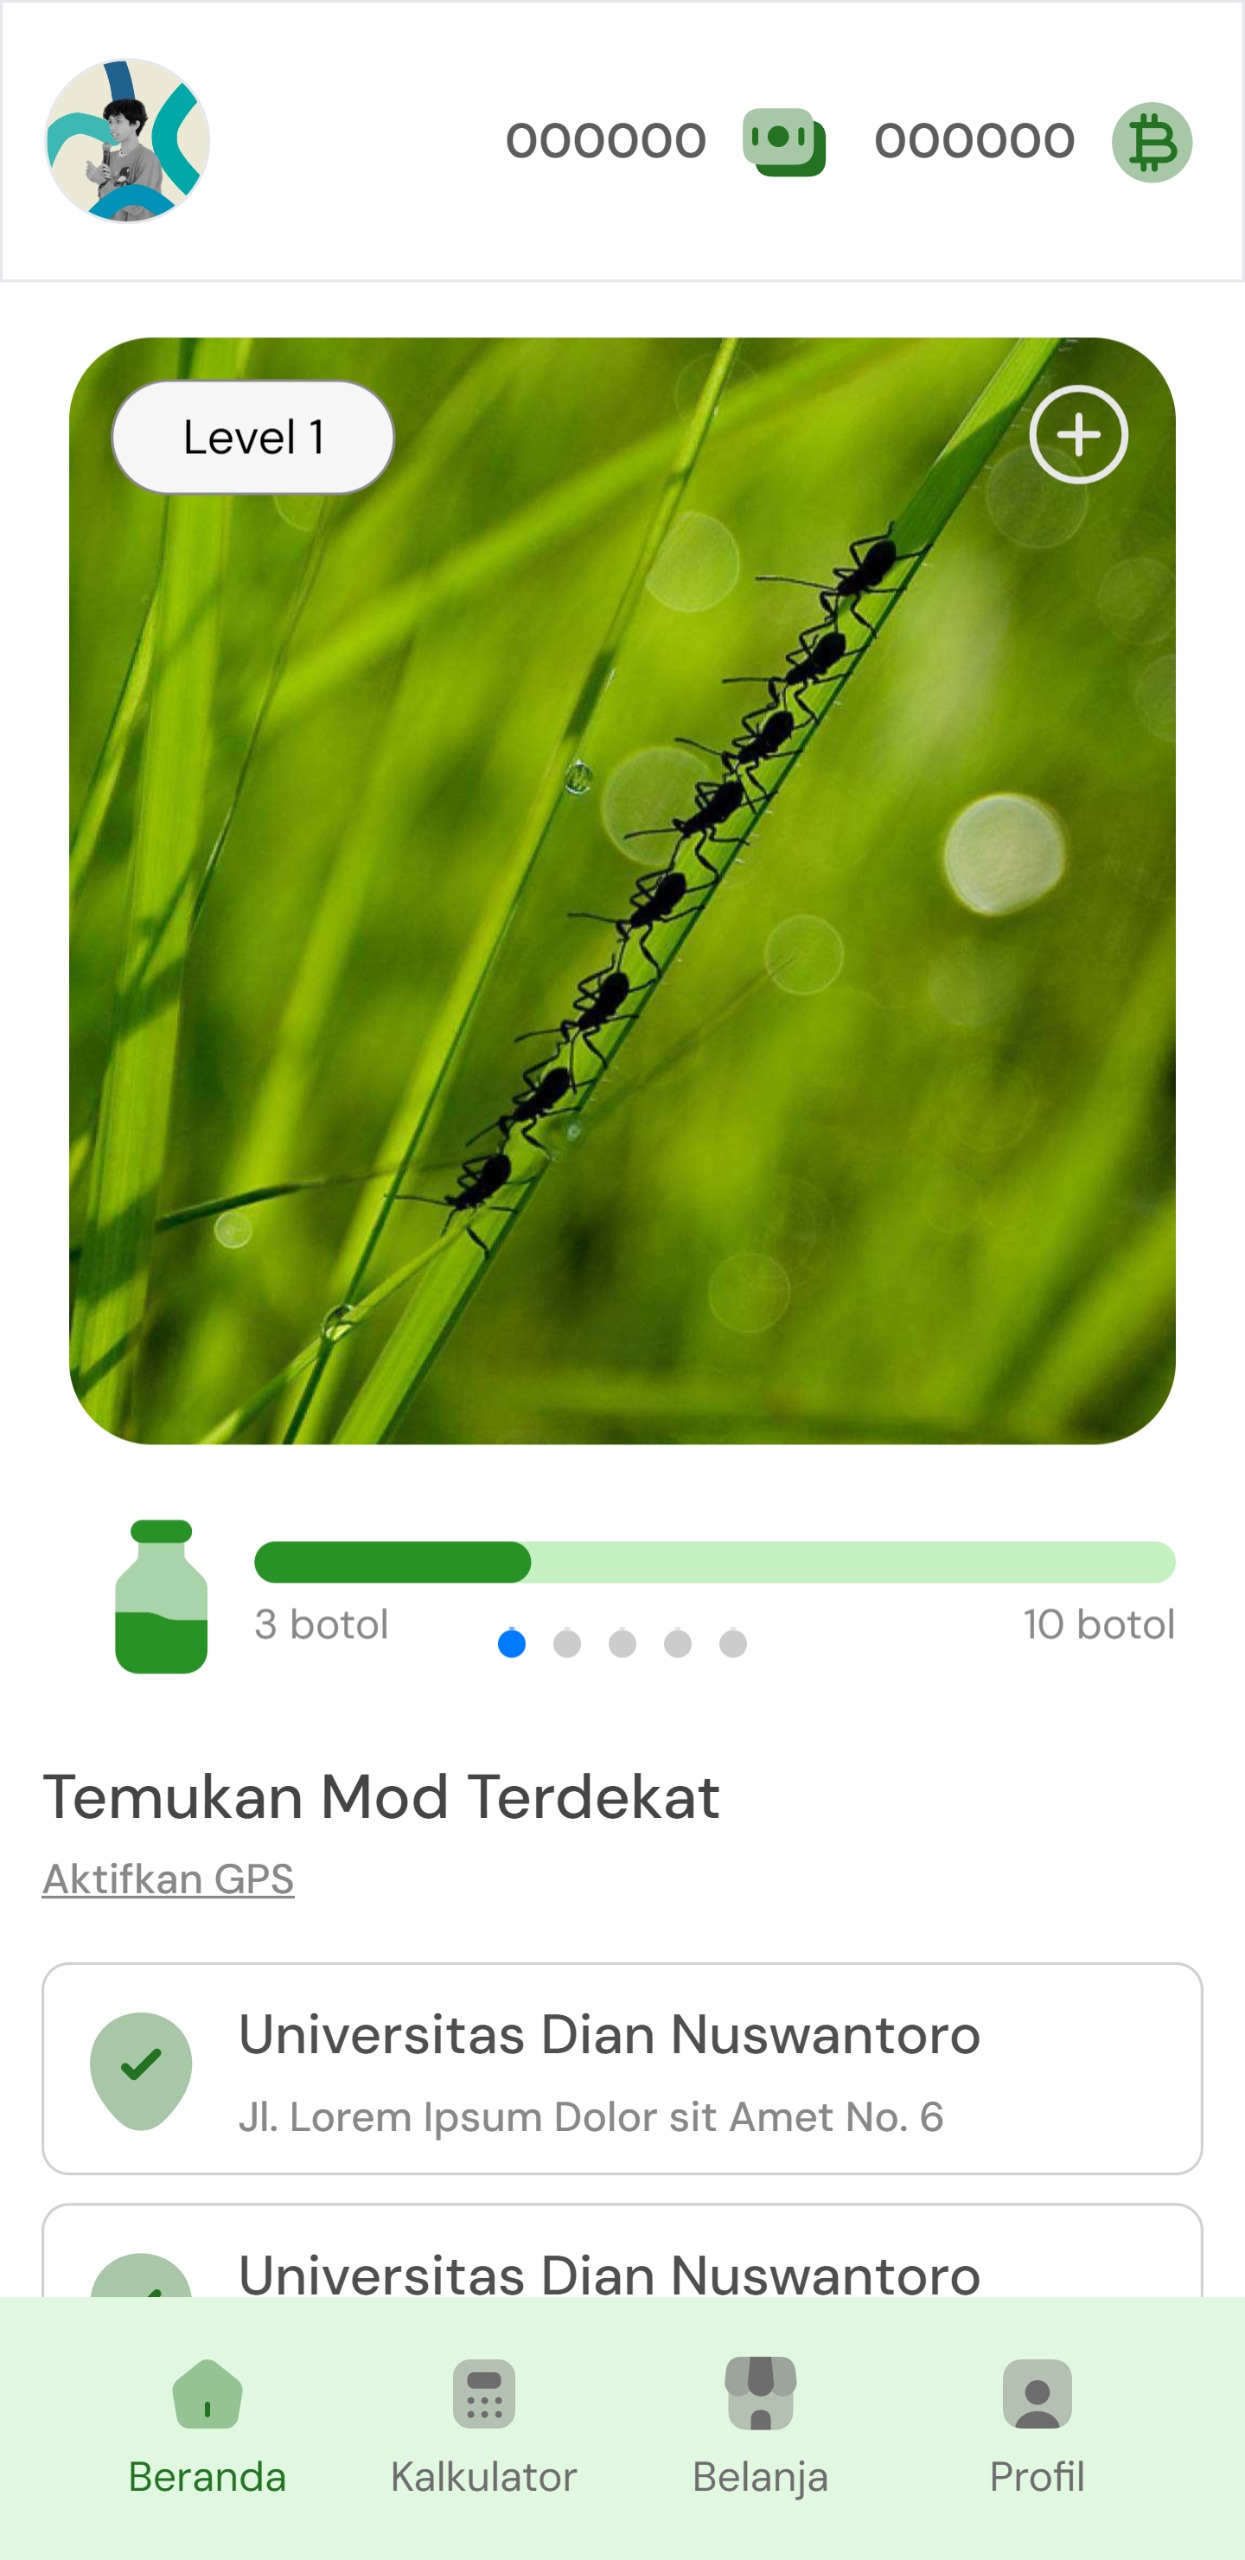 000000 000000
Level 1
3 botol 10 botol
Temukan Mod Terdekat
Aktifkan GPS
Universitas Dian Nuswantoro
Jl. Lorem Ipsum Dolor sit Amet No. 6
Universitas Dian Nuswantoro
Beranda Kalkulator Belanja Profil